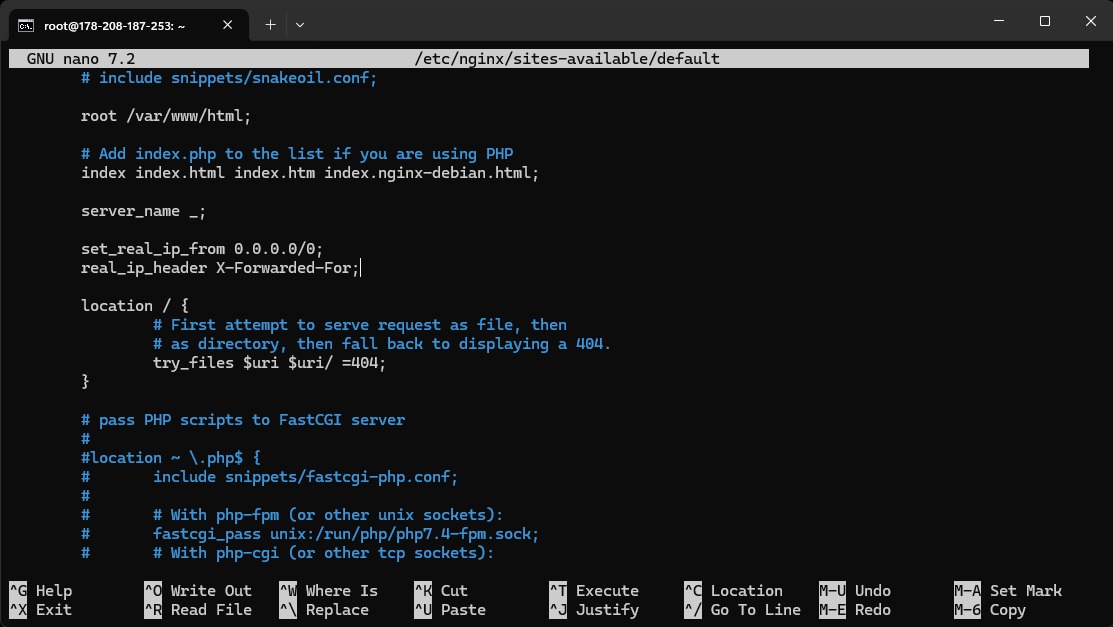 root@178-208-187-253: ~
GNU nano 7.2 /etc/nginx/sites-available/default
# include snippets/snakeoil.conf;
root /var/www/html;
# Add index.php to the list if you are using PHP
index index.html index.htm index.nginx-debian.html;
server_name _;
set_real_ip_from 0.0.0.0/0;
real_ip_header X-Forwarded-For;
location / {
# First attempt to serve request as file, then
# as directory, then fall back to displaying a 404.
try_files $uri $uri/ =404;
}
# pass PHP scripts to FastCGI server
#
#location ~ \.php$ {
# include snippets/fastcgi-php.conf;
#
# # With php-fpm (or other unix sockets):
# fastcgi_pass unix:/run/php/php7.4-fpm.sock;
# # With php-cgi (or other tcp sockets):
^G Help ^O Write Out ^W Where Is ^K Cut ^T Execute ^C Location M-U Undo M-A Set Mark
^X Exit ^R Read File ^\ Replace ^U Paste ^J Justify ^/ Go To Line M-E Redo M-6 Copy